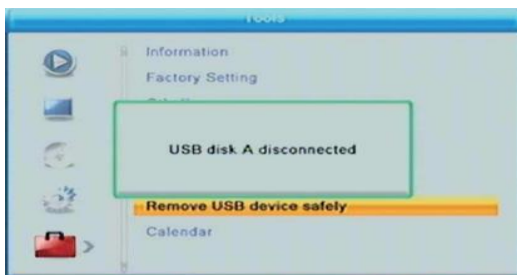 Tools
Information
Factory Setting
USB disk A disconnected
Remove USB device safely
Calendar